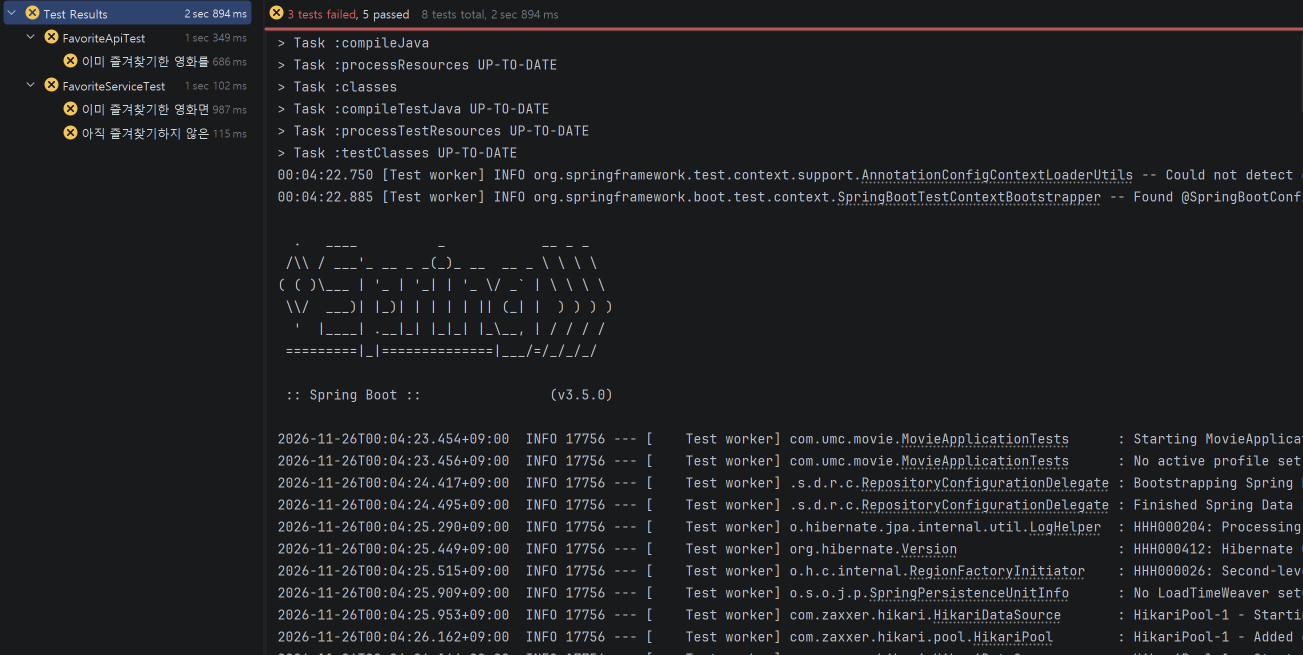 Test Results 2 sec 894 ms
FavoriteApiTest 1 sec 349 ms
이미 즐겨찾기한 영화를 686 ms
FavoriteServiceTest 1 sec 102 ms
이미 즐겨찾기한 영화면 987 ms
아직 즐겨찾기하지 않은 115 ms
3 tests failed, 5 passed 8 tests total, 2 sec 894 ms
> Task :compileJava
> Task :processResources UP-TO-DATE
> Task :classes
> Task :compileTestJava UP-TO-DATE
> Task :processTestResources UP-TO-DATE
> Task :testClasses UP-TO-DATE
00:04:22.750 [Test worker] INFO org.springframework.test.context.support.AnnotationConfigContextLoaderUtils -- Could not detect
00:04:22.885 [Test worker] INFO org.springframework.boot.test.context.SpringBootTestContextBootstrapper -- Found @SpringBootConf
:: Spring Boot :: (v3.5.0)
2026-11-26T00:04:23.454+09:00 INFO 17756 --- [ Test worker] com.umc.movie.MovieApplicationTests : Starting MovieApplica
2026-11-26T00:04:23.456+09:00 INFO 17756 --- [ Test worker] com.umc.movie.MovieApplicationTests : No active profile set
2026-11-26T00:04:24.417+09:00 INFO 17756 --- [ Test worker] .s.d.r.c.RepositoryConfigurationDelegate : Bootstrapping Spring
2026-11-26T00:04:24.495+09:00 INFO 17756 --- [ Test worker] .s.d.r.c.RepositoryConfigurationDelegate : Finished Spring Data
2026-11-26T00:04:25.290+09:00 INFO 17756 --- [ Test worker] o.hibernate.jpa.internal.util.LogHelper : HHH000204: Processing
2026-11-26T00:04:25.449+09:00 INFO 17756 --- [ Test worker] org.hibernate.Version : HHH000412: Hibernate
2026-11-26T00:04:25.515+09:00 INFO 17756 --- [ Test worker] o.h.c.internal.RegionFactoryInitiator : HHH000026: Second-leve
2026-11-26T00:04:25.909+09:00 INFO 17756 --- [ Test worker] o.s.o.j.p.SpringPersistenceUnitInfo : No LoadTimeWeaver setu
2026-11-26T00:04:25.953+09:00 INFO 17756 --- [ Test worker] com.zaxxer.hikari.HikariDataSource : HikariPool-1 - Starti
2026-11-26T00:04:26.162+09:00 INFO 17756 --- [ Test worker] com.zaxxer.hikari.pool.HikariPool : HikariPool-1 - Added